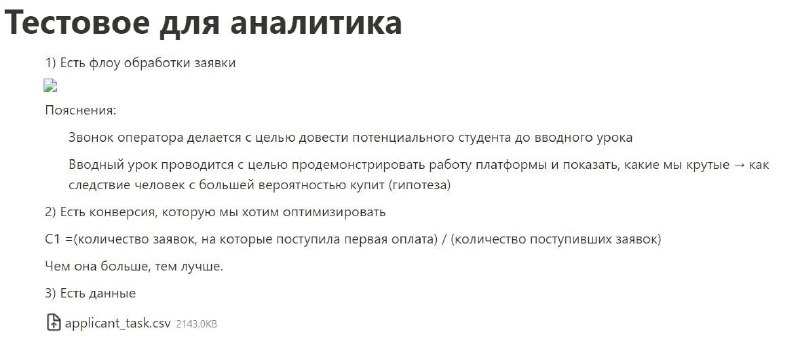 Тестовое для аналитика
1) Есть флоу обработки заявки
Пояснения:
Звонок оператора делается с целью довести потенциального студента до вводного урока
Вводный урок проводится с целью продемонстрировать работу платформы и показать, какие мы крутые → как
следствие человек с большей вероятностью купит (гипотеза)
2) Есть конверсия, которую мы хотим оптимизировать
C1 =(количество заявок, на которые поступила первая оплата) / (количество поступивших заявок)
Чем она больше, тем лучше.
3) Есть данные
applicant_task.csv 2143.0KB